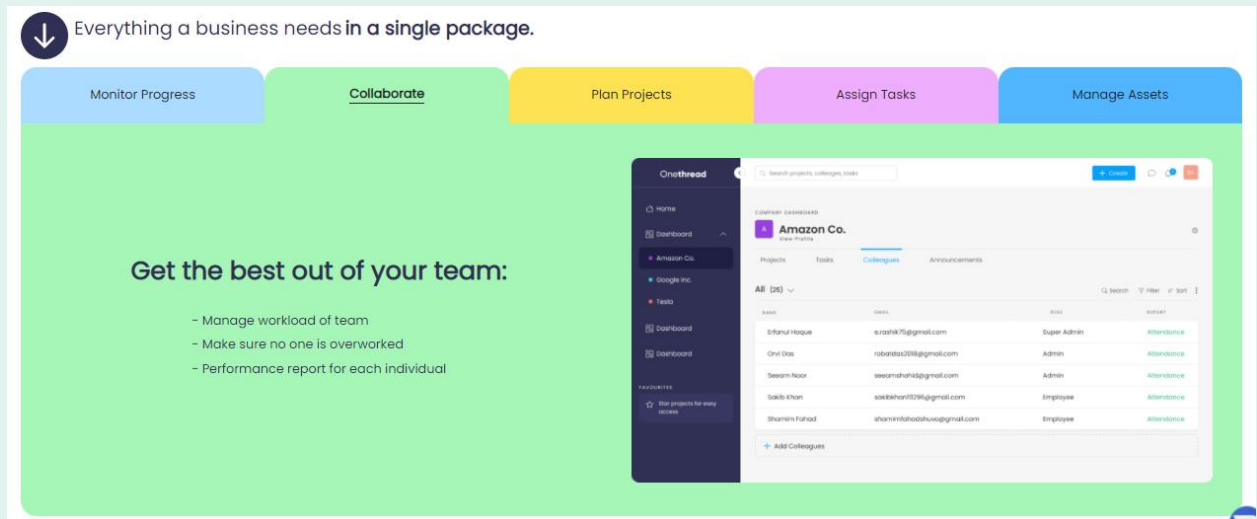 Everything a business needs in a single package.
Monitor Progress
Collaborate
Plan Projects
Assign Tasks
Manage Assets
Get the best out of your team:
- Manage workload of team
- Make sure no one is overworked
- Performance report for each individual
Onethread
Home
Dashboard
Amazon Co.
Google Inc.
Tesla
Dashboard
Dashboard
FAVOURITES
Star projects for easy
access
Search projects, colleages, tasks
+ Create
COMPANY DASHBOARD
A
Amazon Co.
View Profile
Projects
Tasks
Colleagues
Announcements
All (25)
Search
Filter
Sort
NAME
EMAIL
ROLE
REPORT
Erfanul Haque
e.rashik75@gmail.com
Super Admin
Attendance
Orvi Das
Admin
Attendance
Seeam Noor
seeamshahid@gmail.com
Admin
Attendance
Sakib Khan
Employee
Attendance
Shamim Fahad
shamimfahadshuvo@gmail.com
Employee
Attendance
+ Add Colleagues